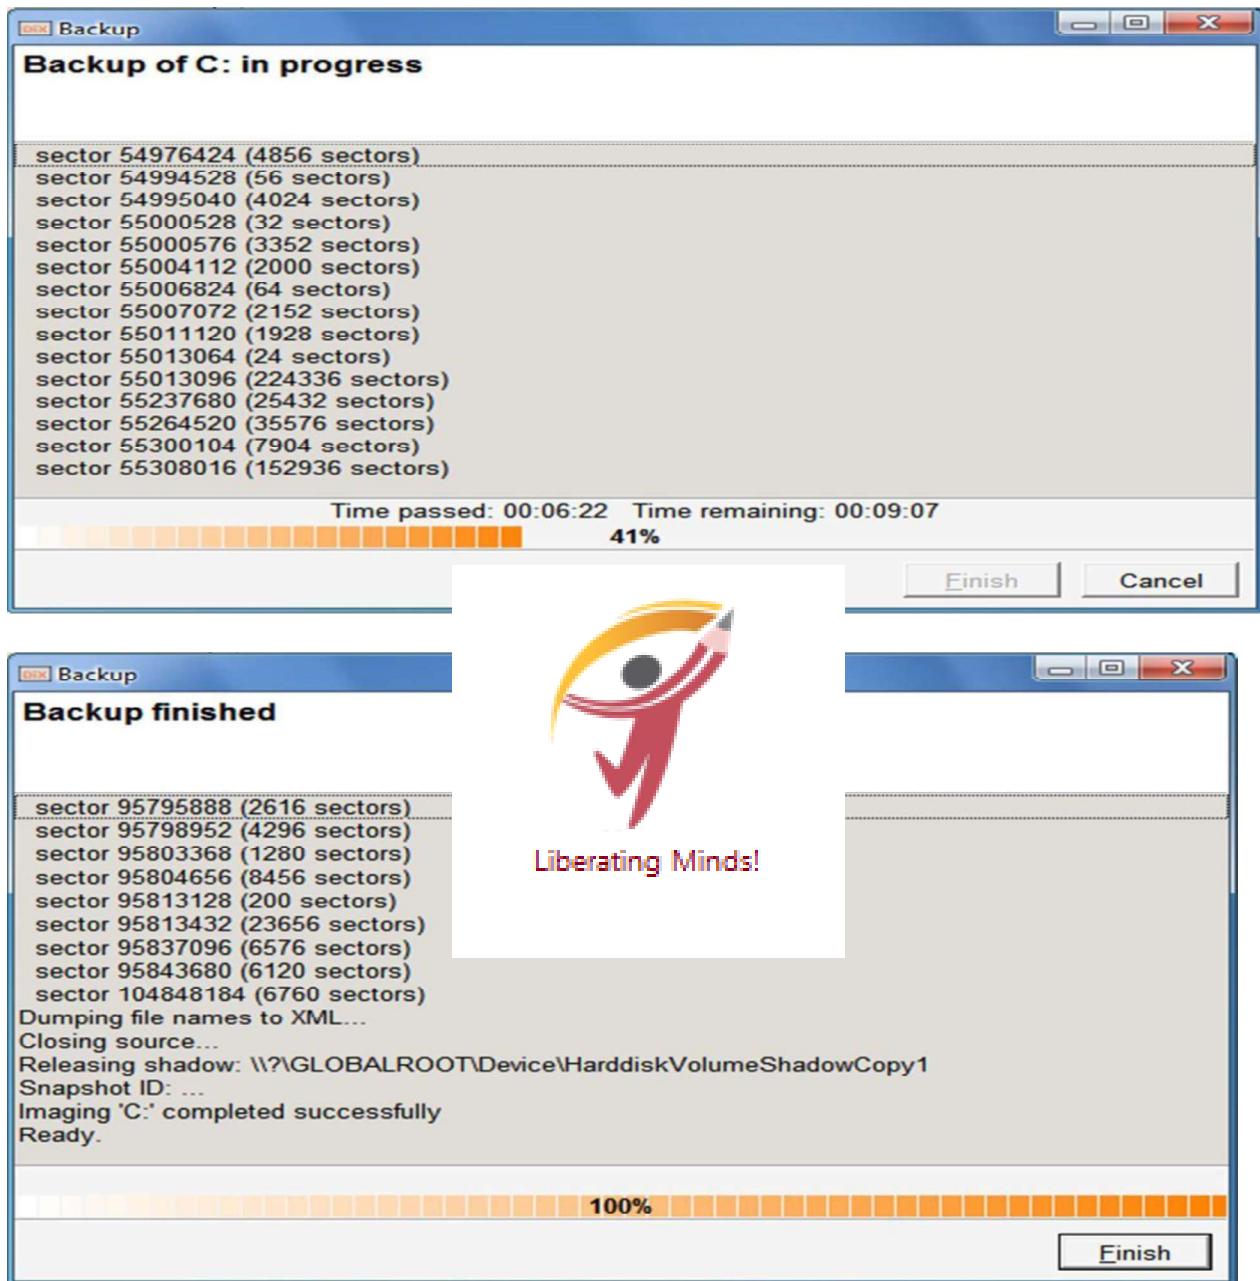 DIX Backup
Backup of C: in progress
sector 54976424 (4856 sectors)
sector 54994528 (56 sectors)
sector 54995040 (4024 sectors)
sector 55000528 (32 sectors)
sector 55000576 (3352 sectors)
sector 55004112 (2000 sectors)
sector 55006824 (64 sectors)
sector 55007072 (2152 sectors)
sector 55011120 (1928 sectors)
sector 55013064 (24 sectors)
sector 55013096 (224336 sectors)
sector 55237680 (25432 sectors)
sector 55264520 (35576 sectors)
sector 55300104 (7904 sectors)
sector 55308016 (152936 sectors)
Time passed: 00:06:22 Time remaining: 00:09:07
41%
Finish Cancel
DIX Backup
Backup finished
sector 95795888 (2616 sectors)
sector 95798952 (4296 sectors)
sector 95803368 (1280 sectors)
sector 95804656 (8456 sectors)
sector 95813128 (200 sectors)
sector 95813432 (23656 sectors)
sector 95837096 (6576 sectors)
sector 95843680 (6120 sectors)
sector 104848184 (6760 sectors)
Dumping file names to XML...
Closing source...
Releasing shadow: \\?\GLOBALROOT\Device\HarddiskVolumeShadowCopy1
Snapshot ID: ...
Imaging 'C:' completed successfully
Ready.
100%
Finish
Liberating Minds!